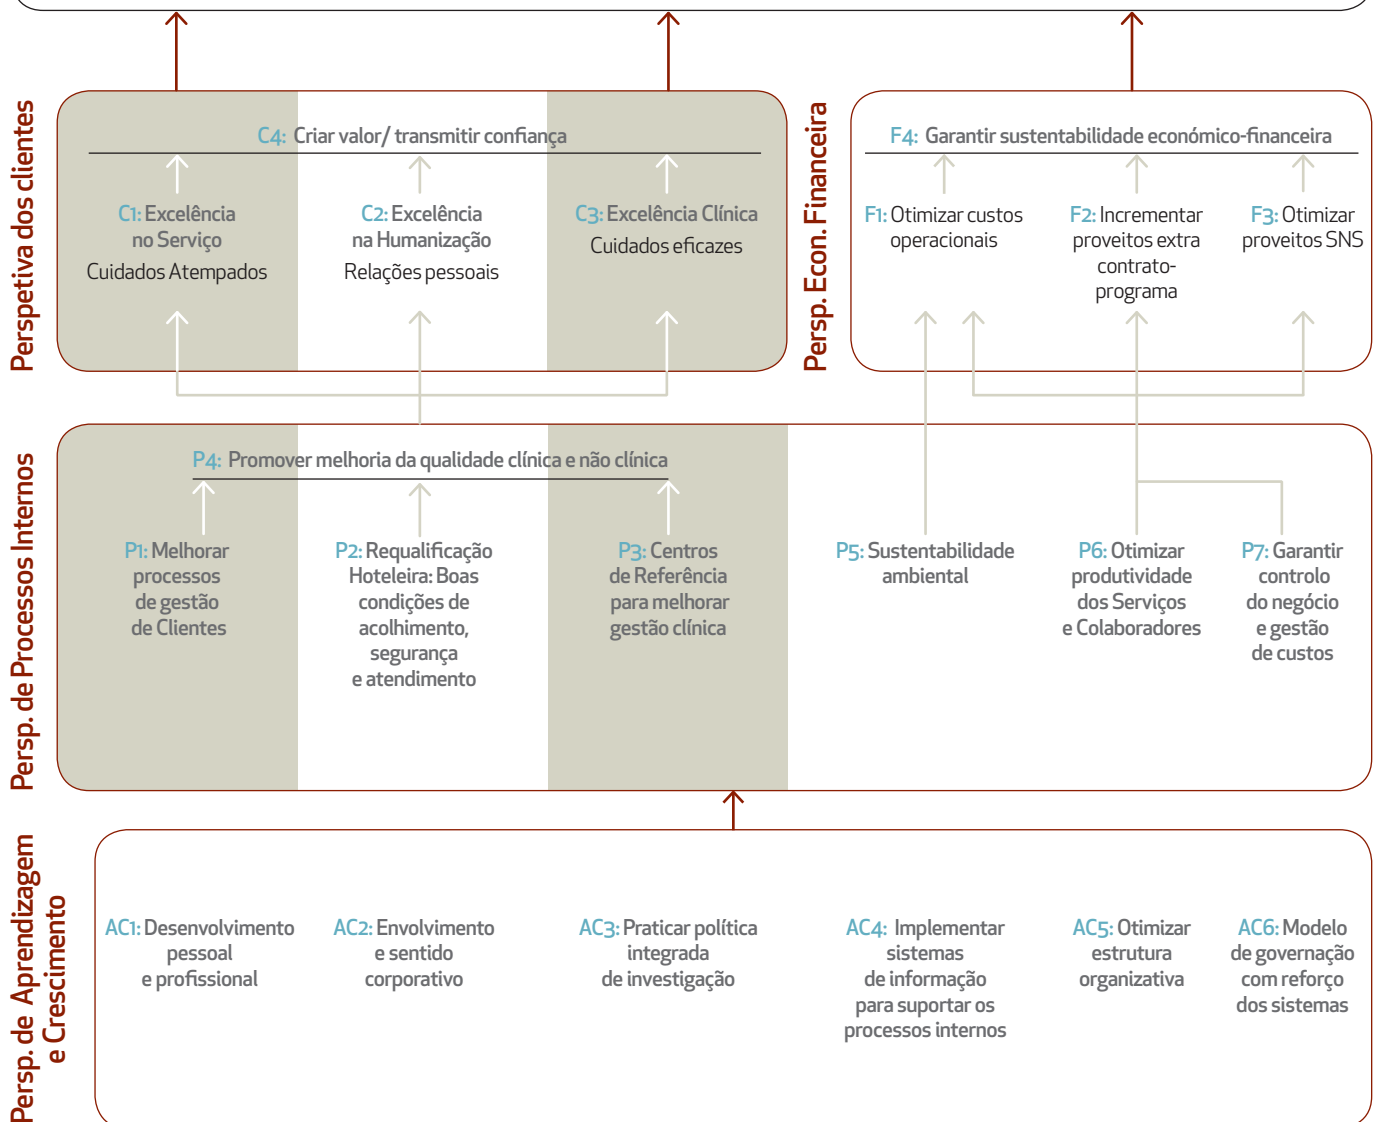 Perspetiva dos clientes
C4: Criar valor/ transmitir confiança
C1: Excelência
no Serviço
Cuidados Atempados
C2: Excelência
na Humanização
Relações pessoais
C3: Excelência Clínica
Cuidados eficazes
Persp. Econ. Financeira
F4: Garantir sustentabilidade económico-financeira
F1: Otimizar custos
operacionais
F2: Incrementar
proveitos extra
contrato-
programa
F3: Otimizar
proveitos SNS
Persp. de Processos Internos
P4: Promover melhoria da qualidade clínica e não clínica
P1: Melhorar
processos
de gestão
de Clientes
P2: Requalificação
Hoteleira: Boas
condições de
acolhimento,
segurança
e atendimento
P3: Centros
de Referência
para melhorar
gestão clínica
P5: Sustentabilidade
ambiental
P6: Otimizar
produtividade
dos Serviços
e Colaboradores
P7: Garantir
controlo
do negócio
e gestão
de custos
Persp. de Aprendizagem
e Crescimento
AC1: Desenvolvimento
pessoal
e profissional
AC2: Envolvimento
e sentido
corporativo
AC3: Praticar política
integrada
de investigação
AC4: Implementar
sistemas
de informação
para suportar os
processos internos
AC5: Otimizar
estrutura
organizativa
AC6: Modelo
de governação
com reforço
dos sistemas